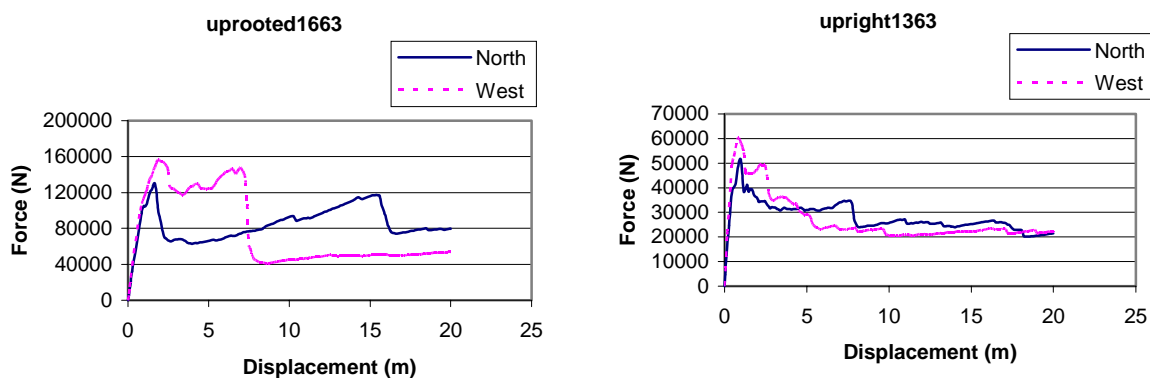 uprooted1663
North
West
200000
160000
120000
80000
40000
0
Force (N)
0 5 10 15 20 25
Displacement (m)
upright1363
North
West
70000
60000
50000
40000
30000
20000
10000
0
Force (N)
0 5 10 15 20 25
Displacement (m)